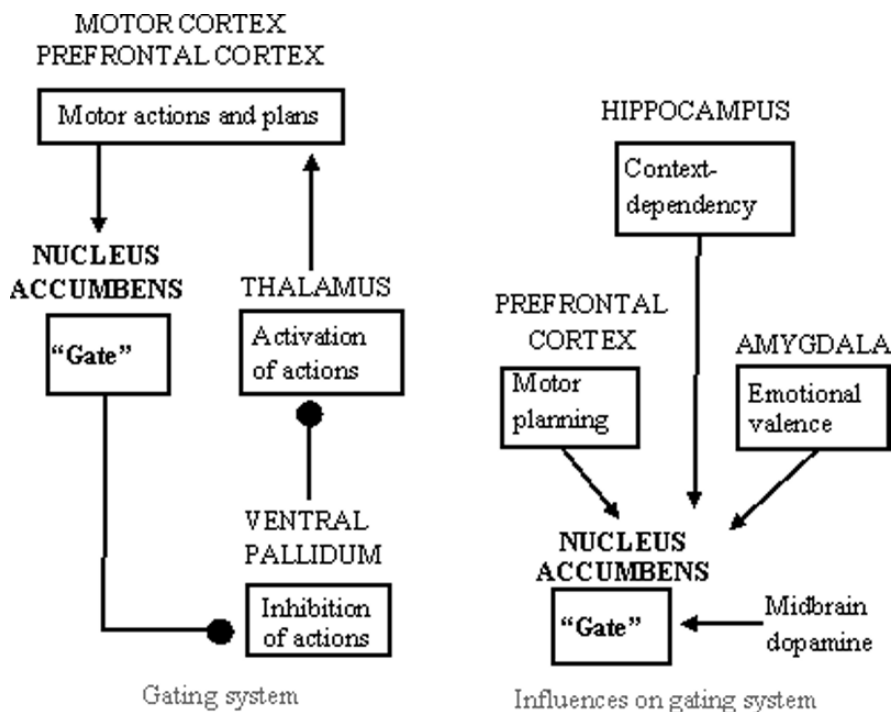 MOTOR CORTEX
PREFRONTAL CORTEX
Motor actions and plans
NUCLEUS
ACCUMBENS
“Gate”
THALAMUS
Activation
of actions
VENTRAL
PALLIDUM
Inhibition
of actions
Gating system
HIPPOCAMPUS
Context-
dependency
PREFRONTAL
CORTEX
Motor
planning
AMYGDALA
Emotional
valence
NUCLEUS
ACCUMBENS
“Gate”
Midbrain
dopamine
Influences on gating system